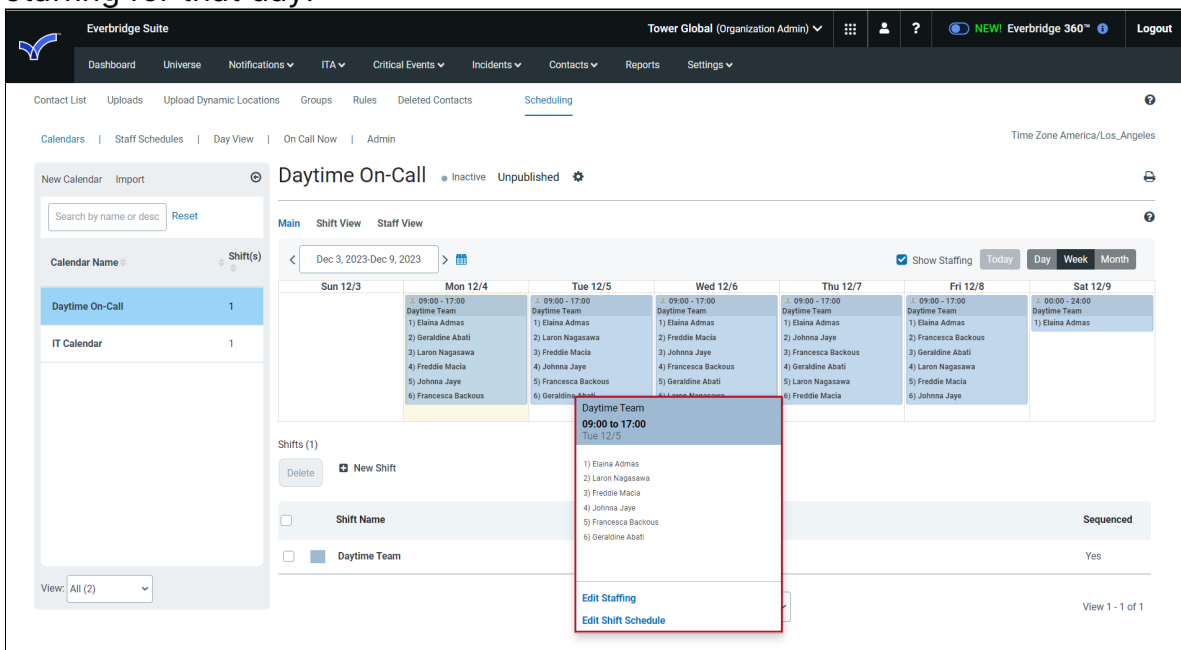 Everbridge Suite
Tower Global (Organization Admin)
?
NEW! Everbridge 360™
Logout
Dashboard Universe Notifications ITA Critical Events Incidents Contacts Reports Settings
Contact List Uploads Upload Dynamic Locations Groups Rules Deleted Contacts Scheduling
Calendars | Staff Schedules | Day View | On Call Now | Admin
Time Zone America/Los_Angeles
New Calendar Import
Search by name or desc Reset
Calendar Name Shift(s)
Daytime On-Call 1
IT Calendar 1
View: All (2)
Daytime On-Call Inactive Unpublished
Main Shift View Staff View
Dec 3, 2023-Dec 9, 2023
Show Staffing Today Day Week Month
Sun 12/3 Mon 12/4 Tue 12/5 Wed 12/6 Thu 12/7 Fri 12/8 Sat 12/9
09:00 - 17:00 09:00 - 17:00 09:00 - 17:00 09:00 - 17:00 09:00 - 17:00 00:00 - 24:00
Daytime Team Daytime Team Daytime Team Daytime Team Daytime Team Daytime Team
1) Elaina Admas 1) Elaina Admas 1) Elaina Admas 1) Elaina Admas 1) Elaina Admas 1) Elaina Admas
2) Geraldine Abati 2) Laron Nagasawa 2) Freddie Macia 2) Johnna Jaye 2) Francesca Backous
3) Laron Nagasawa 3) Freddie Macia 3) Johnna Jaye 3) Francesca Backous 3) Geraldine Abati
4) Freddie Macia 4) Johnna Jaye 4) Francesca Backous 4) Geraldine Abati 4) Laron Nagasawa
5) Johnna Jaye 5) Francesca Backous 5) Geraldine Abati 5) Laron Nagasawa 5) Freddie Macia
6) Francesca Backous 6) Geraldine Abati 6) Laron Nagasawa 6) Freddie Macia 6) Johnna Jaye
Daytime Team
09:00 to 17:00
Tue 12/5
1) Elaina Admas
2) Laron Nagasawa
3) Freddie Macia
4) Johnna Jaye
5) Francesca Backous
6) Geraldine Abati
Edit Staffing
Edit Shift Schedule
Shifts (1)
Delete New Shift
Shift Name Sequenced
Daytime Team Yes
View 1 - 1 of 1